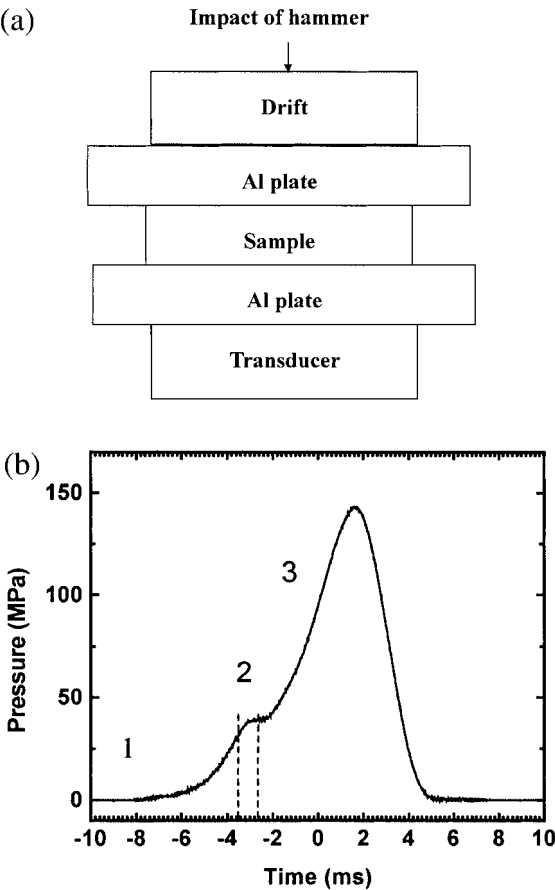 (a)
Impact of hammer
Drift
Al plate
Sample
Al plate
Transducer
(b)
Pressure (MPa)
150
100
50
0
1
2
3
-10 -8 -6 -4 -2 0 2 4 6 8 10
Time (ms)